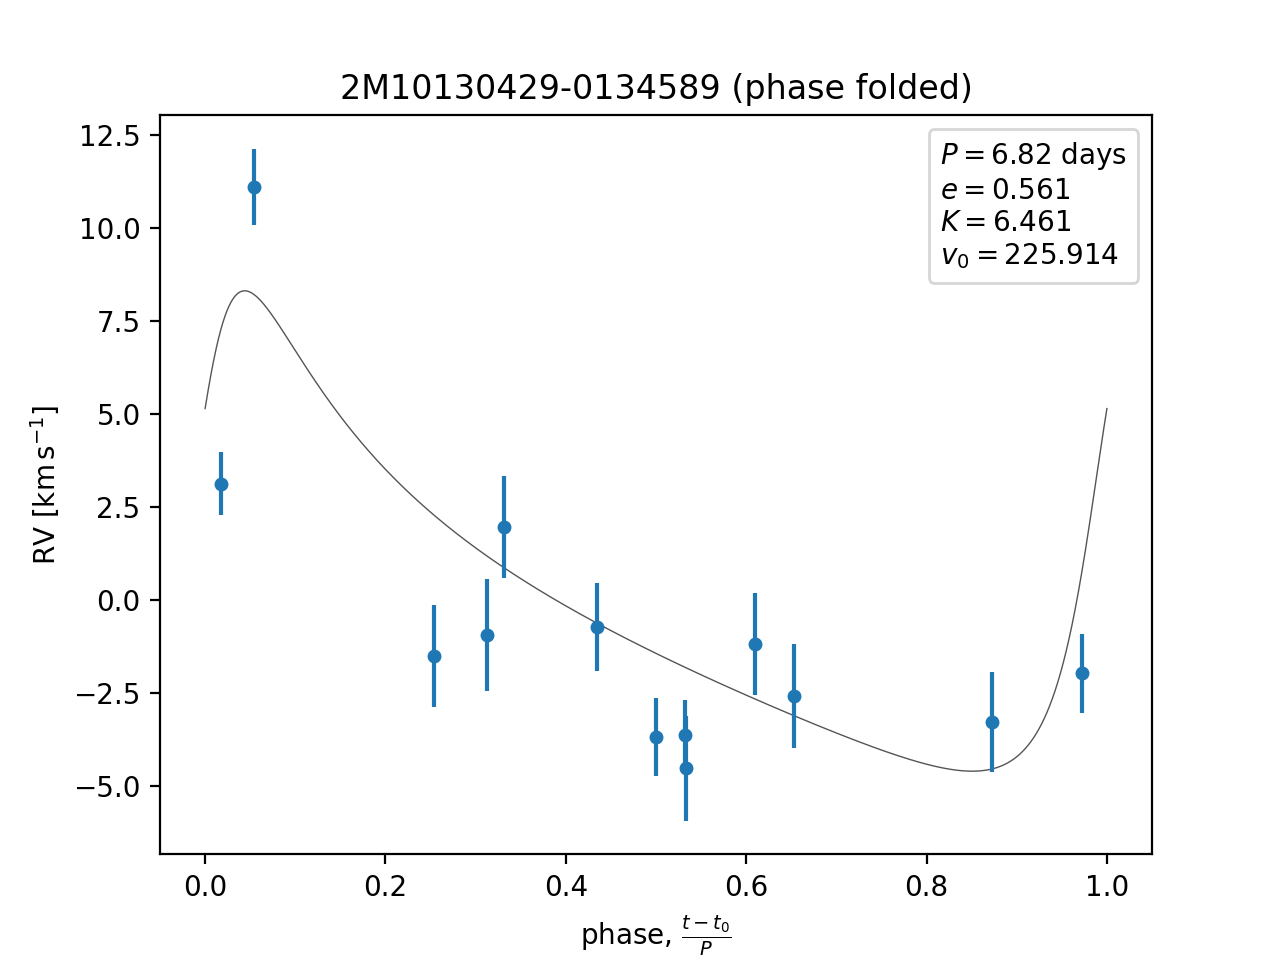 2M10130429-0134589 (phase folded)
P = 6.82 days
e = 0.561
K = 6.461
v₀ = 225.914
12.5
10.0
7.5
5.0
2.5
0.0
−2.5
−5.0
RV [km s⁻¹]
0.0 0.2 0.4 0.6 0.8 1.0
phase, (t − t₀)/P